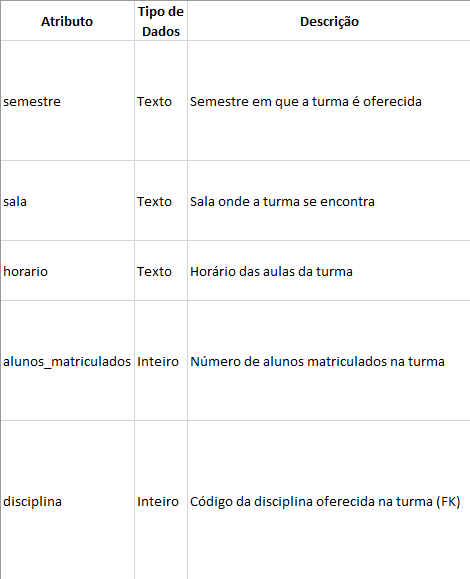 Atributo Tipo de Dados Descrição
semestre Texto Semestre em que a turma é oferecida
sala Texto Sala onde a turma se encontra
horario Texto Horário das aulas da turma
alunos_matriculados Inteiro Número de alunos matriculados na turma
disciplina Inteiro Código da disciplina oferecida na turma (FK)